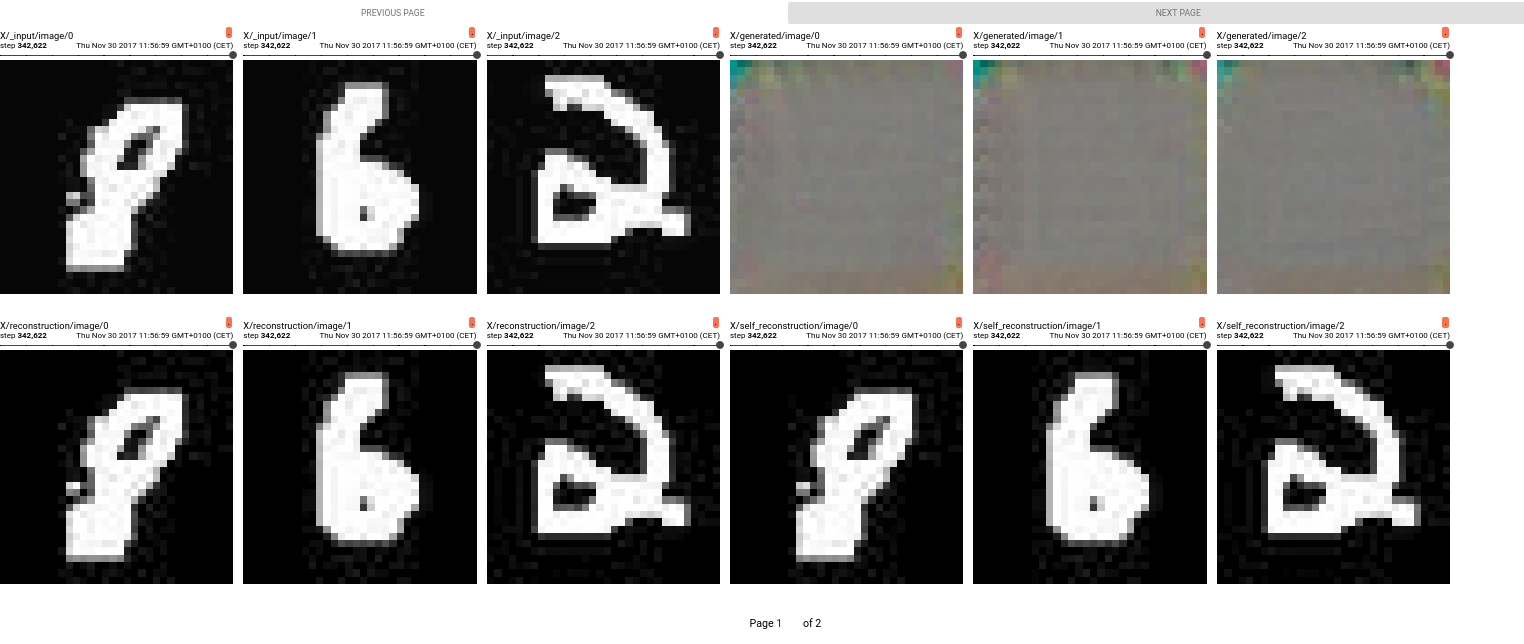 PREVIOUS PAGE NEXT PAGE
X/_input/image/0 X/_input/image/1 X/_input/image/2 X/generated/image/0 X/generated/image/1 X/generated/image/2
step 342,622 Thu Nov 30 2017 11:56:59 GMT+0100 (CET) step 342,622 Thu Nov 30 2017 11:56:59 GMT+0100 (CET) step 342,622 Thu Nov 30 2017 11:56:59 GMT+0100 (CET) step 342,622 Thu Nov 30 2017 11:56:59 GMT+0100 (CET) step 342,622 Thu Nov 30 2017 11:56:59 GMT+0100 (CET) step 342,622 Thu Nov 30 2017 11:56:59 GMT+0100 (CET)
X/reconstruction/image/0 X/reconstruction/image/1 X/reconstruction/image/2 X/self_reconstruction/image/0 X/self_reconstruction/image/1 X/self_reconstruction/image/2
step 342,622 Thu Nov 30 2017 11:56:59 GMT+0100 (CET) step 342,622 Thu Nov 30 2017 11:56:59 GMT+0100 (CET) step 342,622 Thu Nov 30 2017 11:56:59 GMT+0100 (CET) step 342,622 Thu Nov 30 2017 11:56:59 GMT+0100 (CET) step 342,622 Thu Nov 30 2017 11:56:59 GMT+0100 (CET) step 342,622 Thu Nov 30 2017 11:56:59 GMT+0100 (CET)
Page 1 of 2